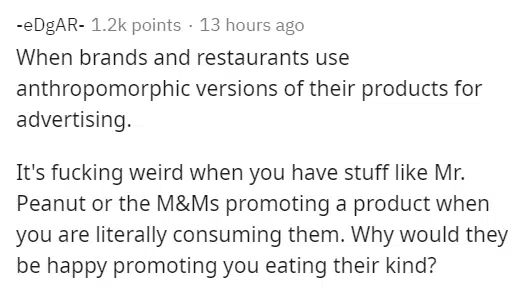 -eDgAR- 1.2k points · 13 hours ago
When brands and restaurants use
anthropomorphic versions of their products for
advertising.
It's fucking weird when you have stuff like Mr.
Peanut or the M&Ms promoting a product when
you are literally consuming them. Why would they
be happy promoting you eating their kind?